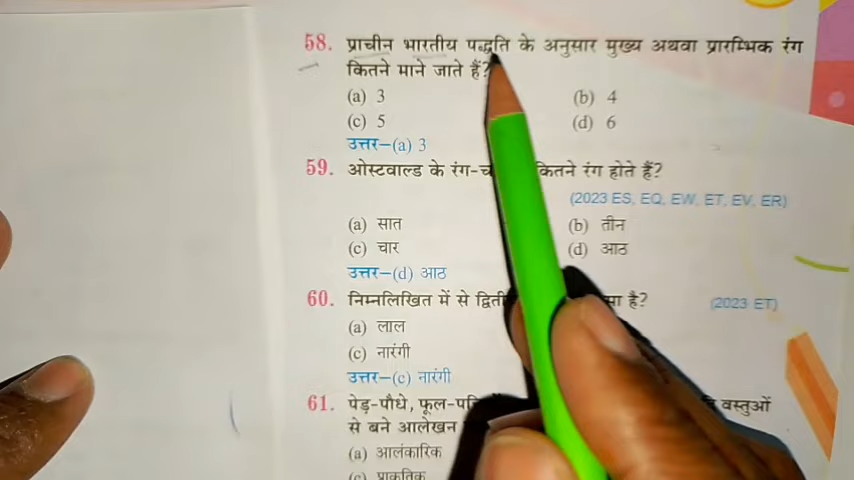 58. प्राचीन भारतीय पद्धति के अनुसार मुख्य अथवा प्रारम्भिक रंग
कितने माने जाते हैं?
(a) 3 (b) 4
(c) 5 (d) 6
उत्तर–(a) 3
59. ओस्टवाल्ड के कितने रंग होते हैं?
(2023 ES, EQ, EW, ET, EV, ER)
(a) सात (b) तीन
(c) चार (d) आठ
उत्तर–(d) आठ
60. निम्नलिखित में से है? (2023 ET)
(a) लाल
(c) नारंगी
उत्तर–(c) नारंगी
61. पेड़-पौधे, वस्तुओं
से बने आलेखन
(a) आलंकारिक
(c) प्राकृतिक